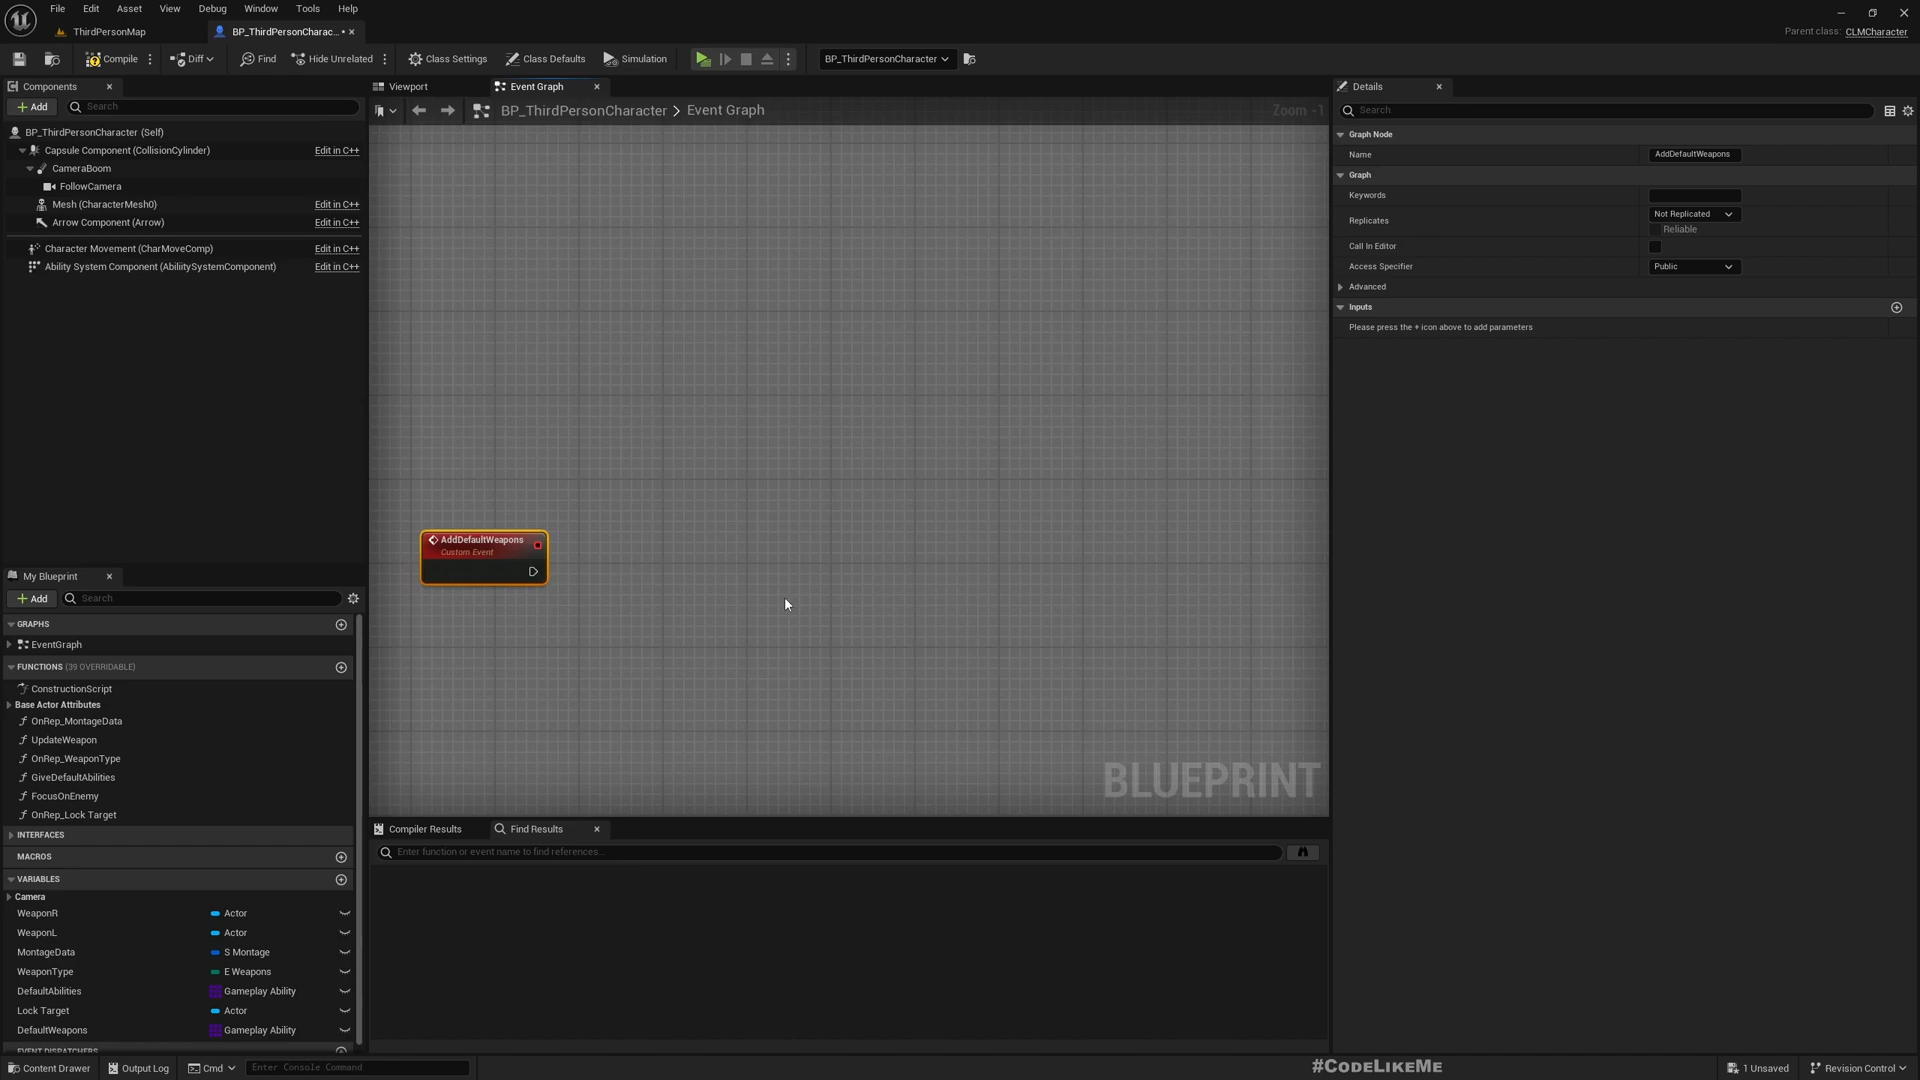 File Edit Asset View Debug Window Tools Help
ThirdPersonMap
BP_ThirdPersonCharac... •
Parent class: CLMCharacter
Compile
Diff
Find
Hide Unrelated
Class Settings
Class Defaults
Simulation
BP_ThirdPersonCharacter
Components
Add
Search
BP_ThirdPersonCharacter (Self)
Capsule Component (CollisionCylinder) Edit in C++
CameraBoom
FollowCamera
Mesh (CharacterMesh0) Edit in C++
Arrow Component (Arrow) Edit in C++
Character Movement (CharMoveComp) Edit in C++
Ability System Component (AbiliitySystemComponent) Edit in C++
My Blueprint
Add
Search
GRAPHS
EventGraph
FUNCTIONS (39 OVERRIDABLE)
ConstructionScript
Base Actor Attributes
OnRep_MontageData
UpdateWeapon
OnRep_WeaponType
GiveDefaultAbilities
FocusOnEnemy
OnRep_Lock Target
INTERFACES
MACROS
VARIABLES
Camera
WeaponR Actor
WeaponL Actor
MontageData S Montage
WeaponType E Weapons
DefaultAbilities Gameplay Ability
Lock Target Actor
DefaultWeapons Gameplay Ability
EVENT DISPATCHERS
Viewport
Event Graph
BP_ThirdPersonCharacter > Event Graph
Zoom -1
AddDefaultWeapons
Custom Event
BLUEPRINT
Compiler Results
Find Results
Enter function or event name to find references...
Details
Search
Graph Node
Name AddDefaultWeapons
Graph
Keywords
Replicates Not Replicated
Reliable
Call In Editor
Access Specifier Public
Advanced
Inputs
Please press the + icon above to add parameters
Content Drawer
Output Log
Cmd
Enter Console Command
#CodeLikeMe
1 Unsaved
Revision Control